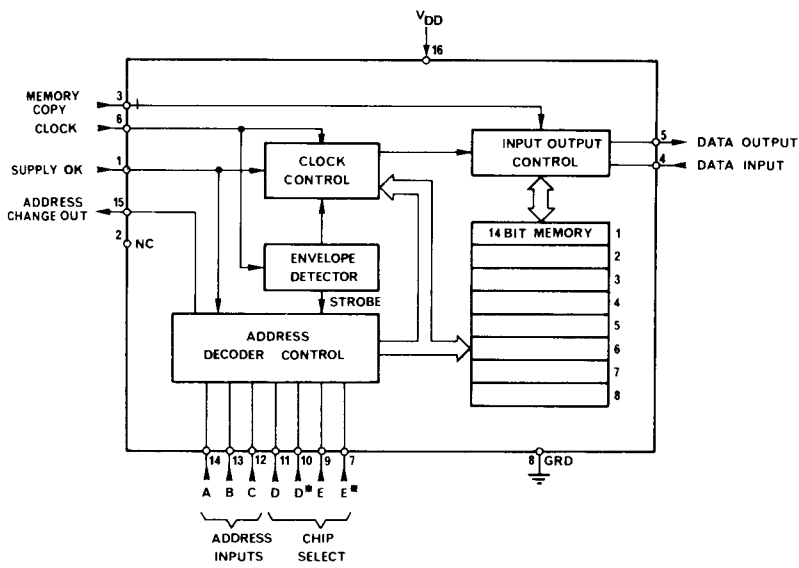 VDD
16
3
MEMORY
COPY
6
CLOCK
1
SUPPLY OK
15
ADDRESS
CHANGE OUT
2
NC
CLOCK
CONTROL
INPUT OUTPUT
CONTROL
5
DATA OUTPUT
4
DATA INPUT
ENVELOPE
DETECTOR
STROBE
ADDRESS
DECODER CONTROL
14 BIT MEMORY 1
2
3
4
5
6
7
8
14 13 12 11 10 9 7
8 GRD
A B C D D* E E*
ADDRESS
INPUTS
CHIP
SELECT